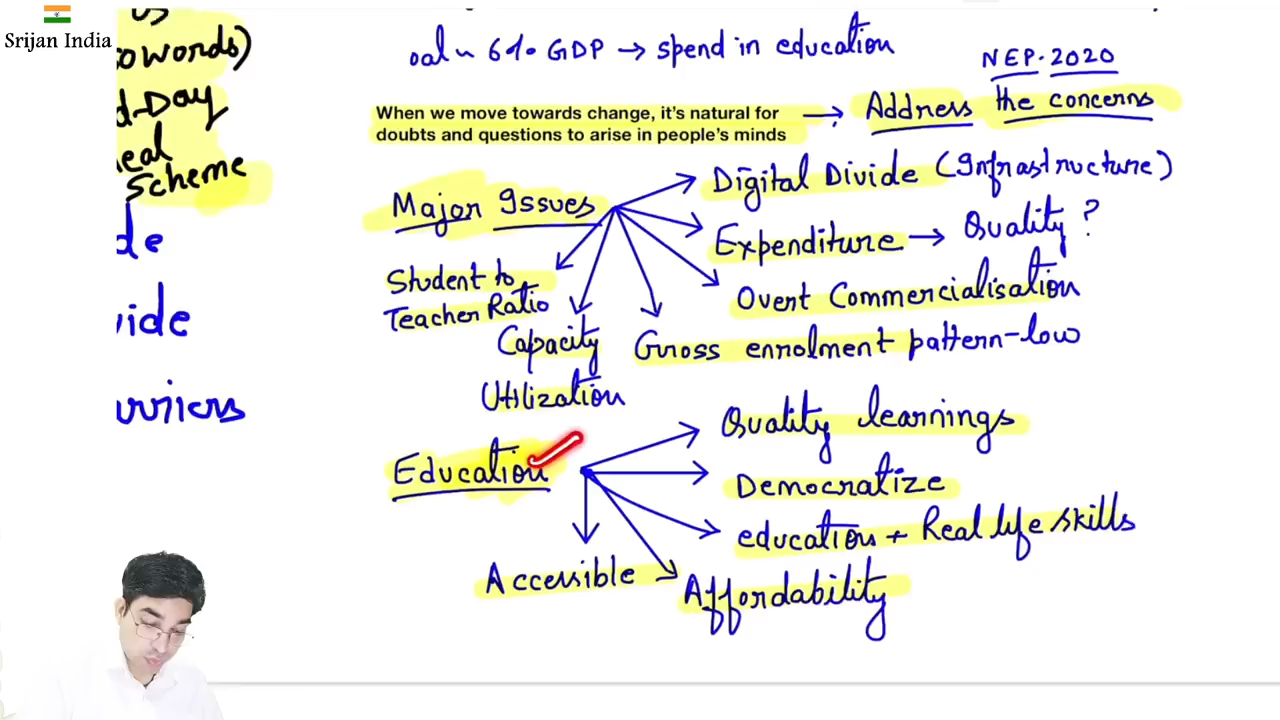 Srijan India
us
owords)
d-Day
eal
Scheme
de
ide
oal ~ 6% GDP → spend in education
NEP-2020
When we move towards change, it's natural for
doubts and questions to arise in people's minds
→ Address the concerns
Major Issues
Digital Divide (Infrastructure)
Expenditure → Quality ?
Overt Commercialisation
Gross enrolment pattern-low
Capacity
Utilization
Student to
Teacher Ratio
Education
Quality learnings
Democratize
education + Real life skills
Affordability
Accessible